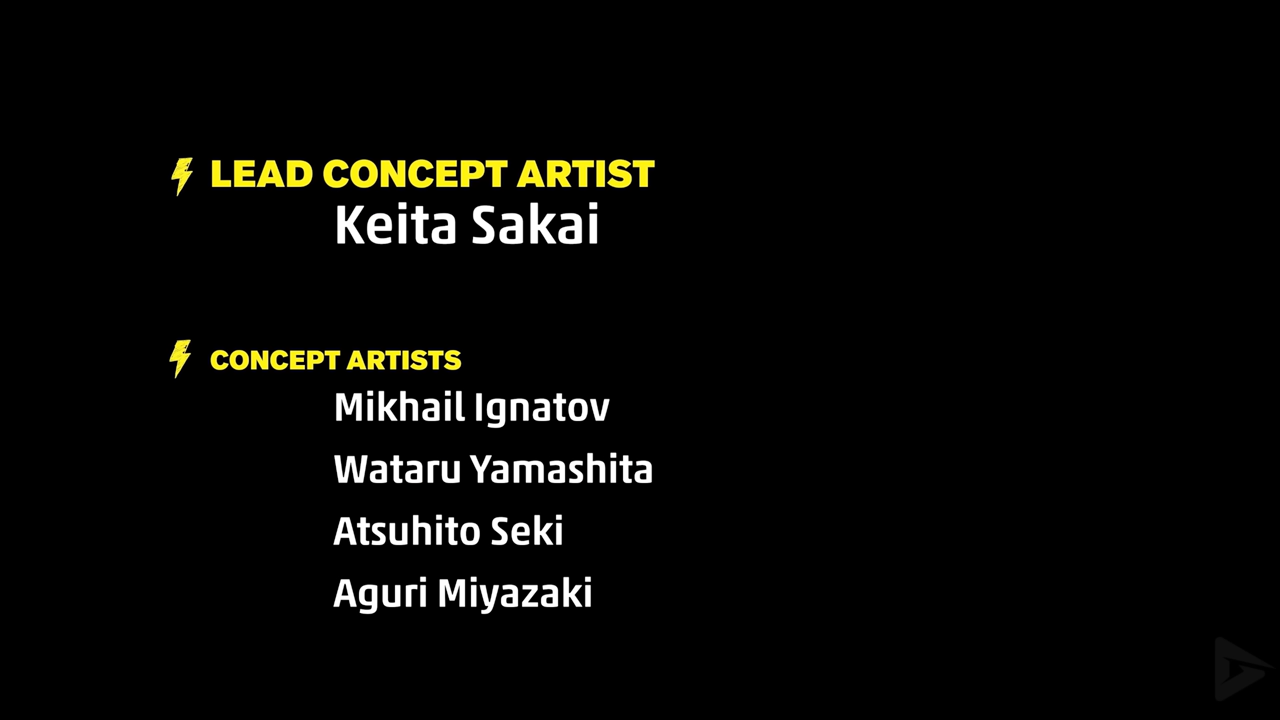 LEAD CONCEPT ARTIST
Keita Sakai
CONCEPT ARTISTS
Mikhail Ignatov
Wataru Yamashita
Atsuhito Seki
Aguri Miyazaki